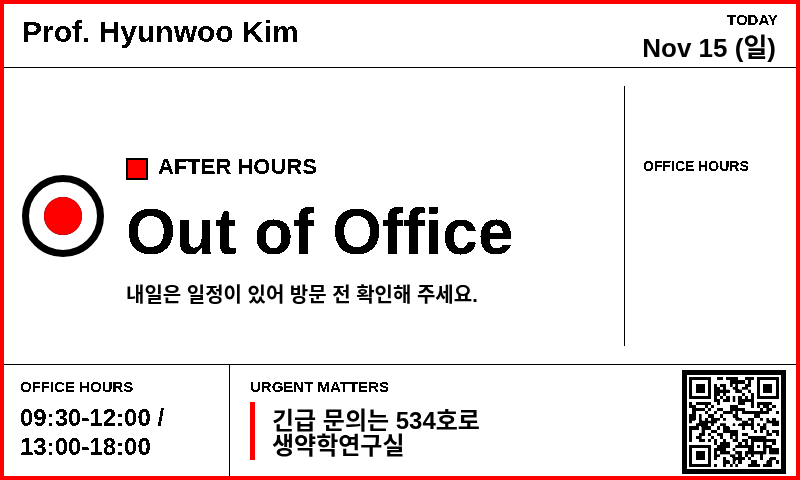 Prof. Hyunwoo Kim
TODAY
Nov 15 (일)
AFTER HOURS
Out of Office
내일은 일정이 있어 방문 전 확인해 주세요.
OFFICE HOURS
OFFICE HOURS
09:30-12:00 /
13:00-18:00
URGENT MATTERS
긴급 문의는 534호로
생약학연구실